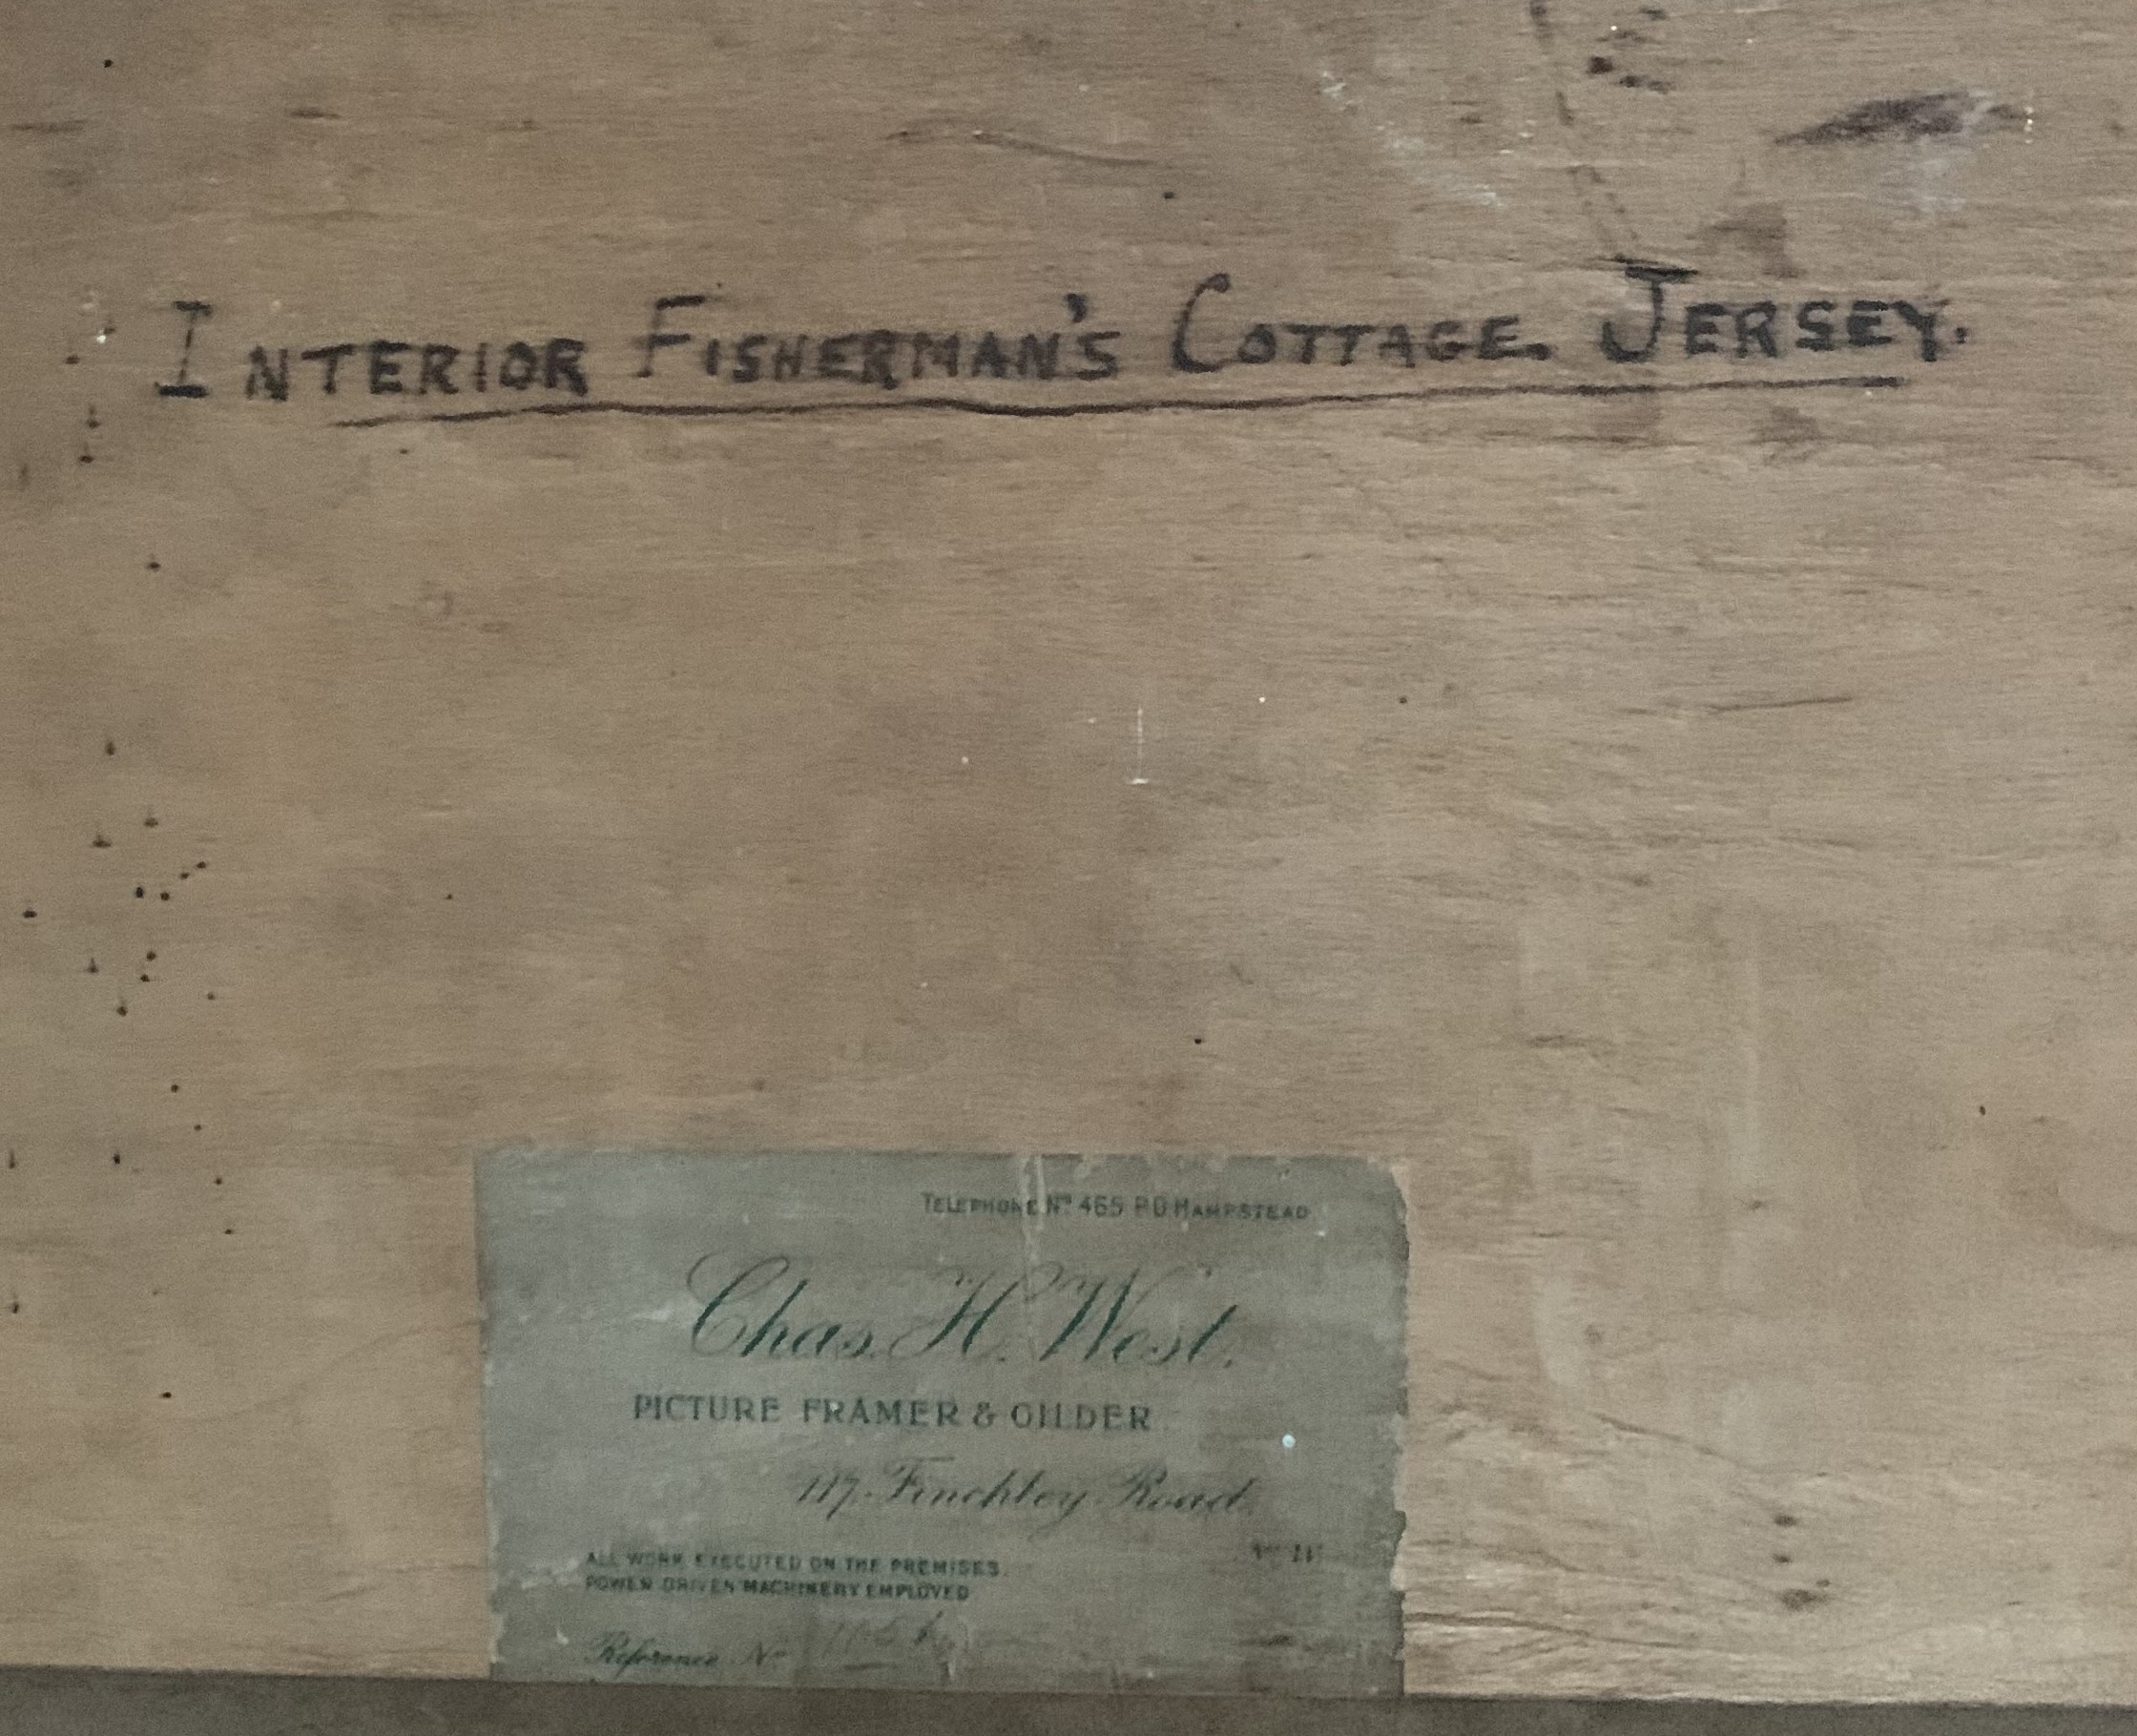 INTERIOR FISHERMAN'S COTTAGE. JERSEY.
TELEPHONE No. 465 P.O HAMPSTEAD
Chas. H. West.
PICTURE FRAMER & GILDER
117, Finchley Road,
ALL WORK EXECUTED ON THE PREMISES.
POWER DRIVEN MACHINERY EMPLOYED
Reference No.